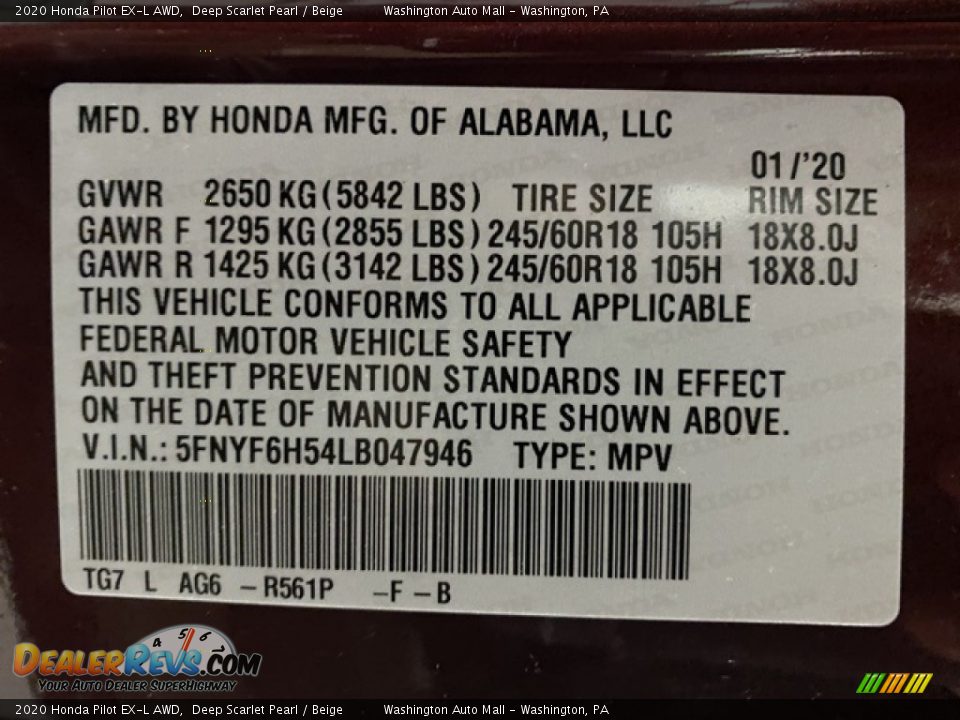 2020 Honda Pilot EX-L AWD, Deep Scarlet Pearl / Beige Washington Auto Mall - Washington, PA
MFD. BY HONDA MFG. OF ALABAMA, LLC
01/'20
GVWR 2650 KG (5842 LBS) TIRE SIZE RIM SIZE
GAWR F 1295 KG (2855 LBS) 245/60R18 105H 18X8.0J
GAWR R 1425 KG (3142 LBS) 245/60R18 105H 18X8.0J
THIS VEHICLE CONFORMS TO ALL APPLICABLE
FEDERAL MOTOR VEHICLE SAFETY
AND THEFT PREVENTION STANDARDS IN EFFECT
ON THE DATE OF MANUFACTURE SHOWN ABOVE.
V.I.N.: 5FNYF6H54LB047946 TYPE: MPV
TG7 L AG6 -R561P -F-B
4 5 6
DEALERREVS.COM
YOUR AUTO DEALER SUPERHIGHWAY
2020 Honda Pilot EX-L AWD, Deep Scarlet Pearl / Beige Washington Auto Mall - Washington, PA